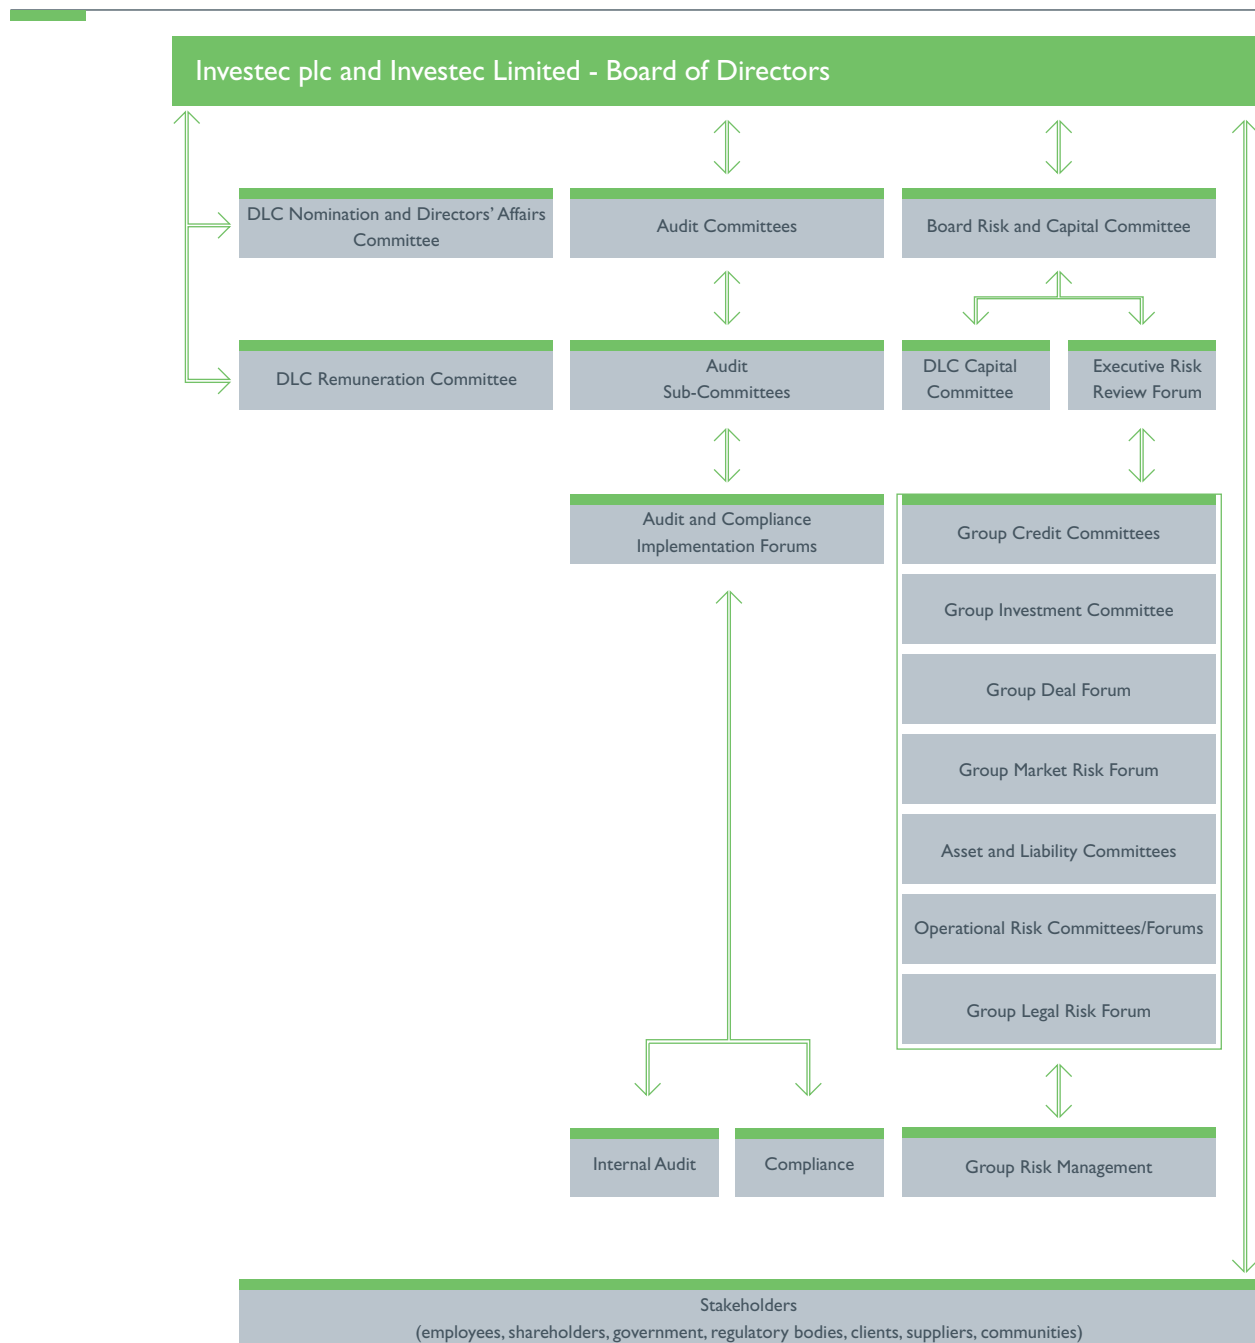 Investec plc and Investec Limited - Board of Directors
DLC Nomination and Directors' Affairs
Committee
Audit Committees
Board Risk and Capital Committee
DLC Remuneration Committee
Audit
Sub-Committees
DLC Capital
Committee
Executive Risk
Review Forum
Audit and Compliance
Implementation Forums
Group Credit Committees
Group Investment Committee
Group Deal Forum
Group Market Risk Forum
Asset and Liability Committees
Operational Risk Committees/Forums
Group Legal Risk Forum
Internal Audit
Compliance
Group Risk Management
Stakeholders
(employees, shareholders, government, regulatory bodies, clients, suppliers, communities)